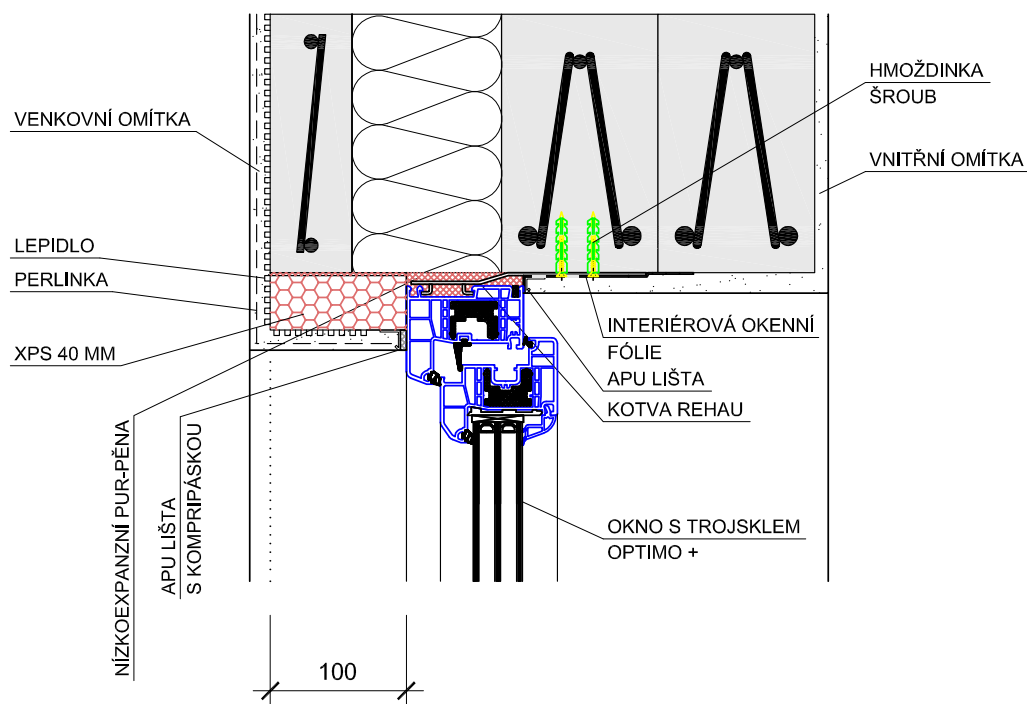 VENKOVNÍ OMÍTKA
LEPIDLO
PERLINKA
XPS 40 MM
NÍZKOEXPANZNÍ PUR-PĚNA
APU LIŠTA
S KOMPRIPÁSKOU
100
HMOŽDINKA
ŠROUB
VNITŘNÍ OMÍTKA
INTERIÉROVÁ OKENNÍ
FÓLIE
APU LIŠTA
KOTVA REHAU
OKNO S TROJSKLEM
OPTIMO +